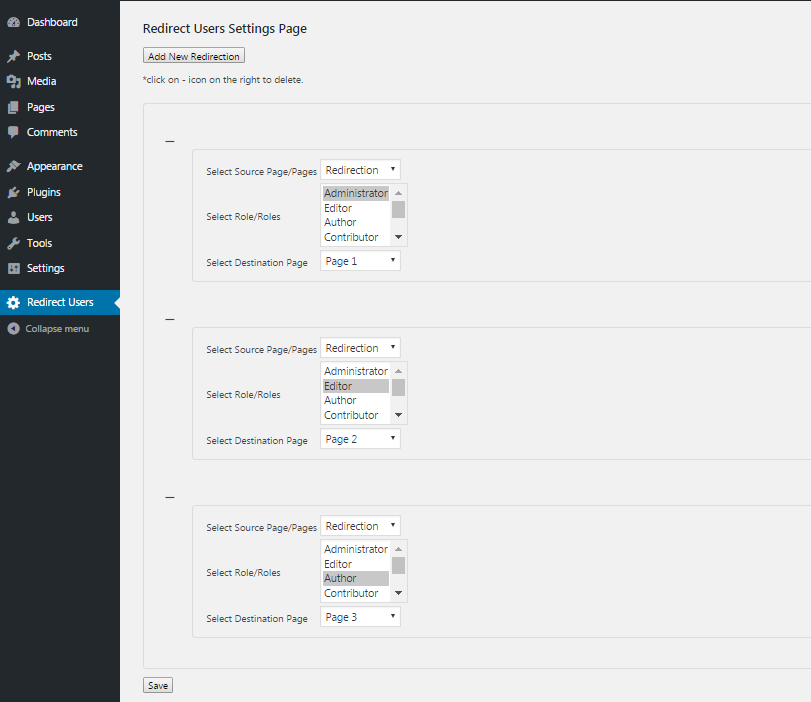 Dashboard
Posts
Media
Pages
Comments
Appearance
Plugins
Users
Tools
Settings
Redirect Users
Collapse menu
Redirect Users Settings Page
Add New Redirection
*click on - icon on the right to delete.
Select Source Page/Pages Redirection
Select Role/Roles
Administrator
Editor
Author
Contributor
Select Destination Page Page 1
Select Source Page/Pages Redirection
Select Role/Roles
Administrator
Editor
Author
Contributor
Select Destination Page Page 2
Select Source Page/Pages Redirection
Select Role/Roles
Administrator
Editor
Author
Contributor
Select Destination Page Page 3
Save